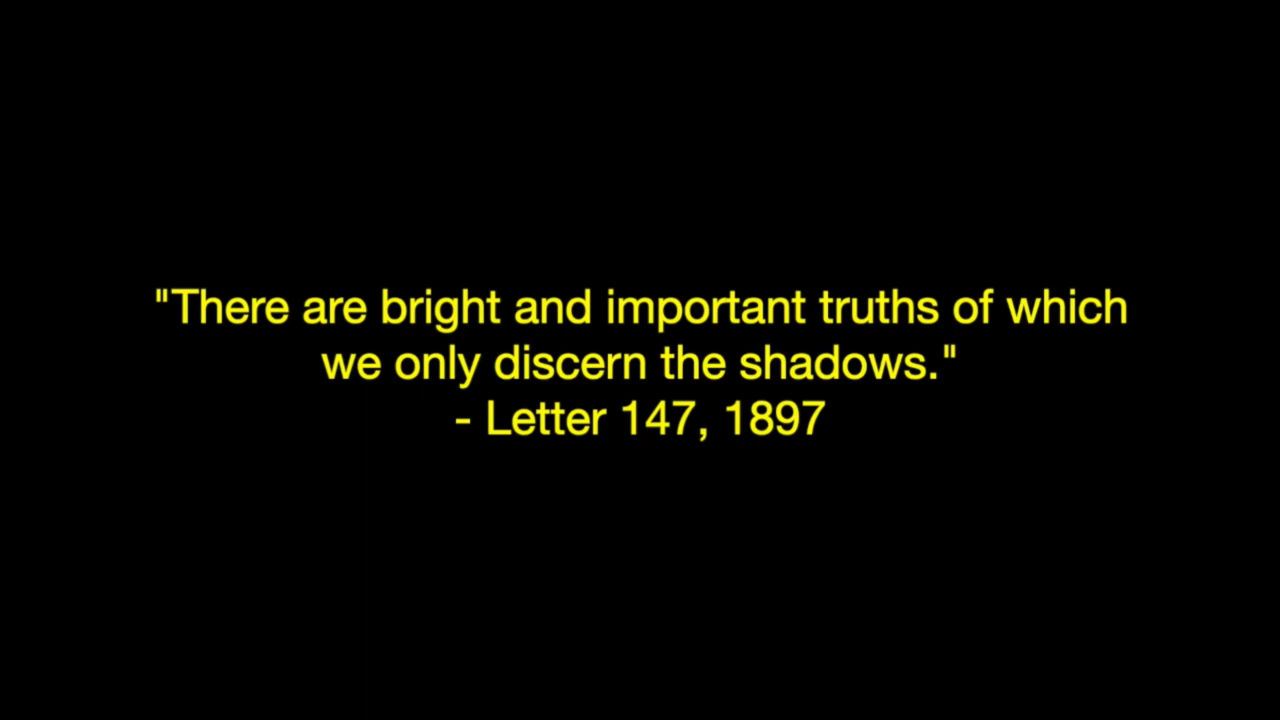 "There are bright and important truths of which
we only discern the shadows."
- Letter 147, 1897